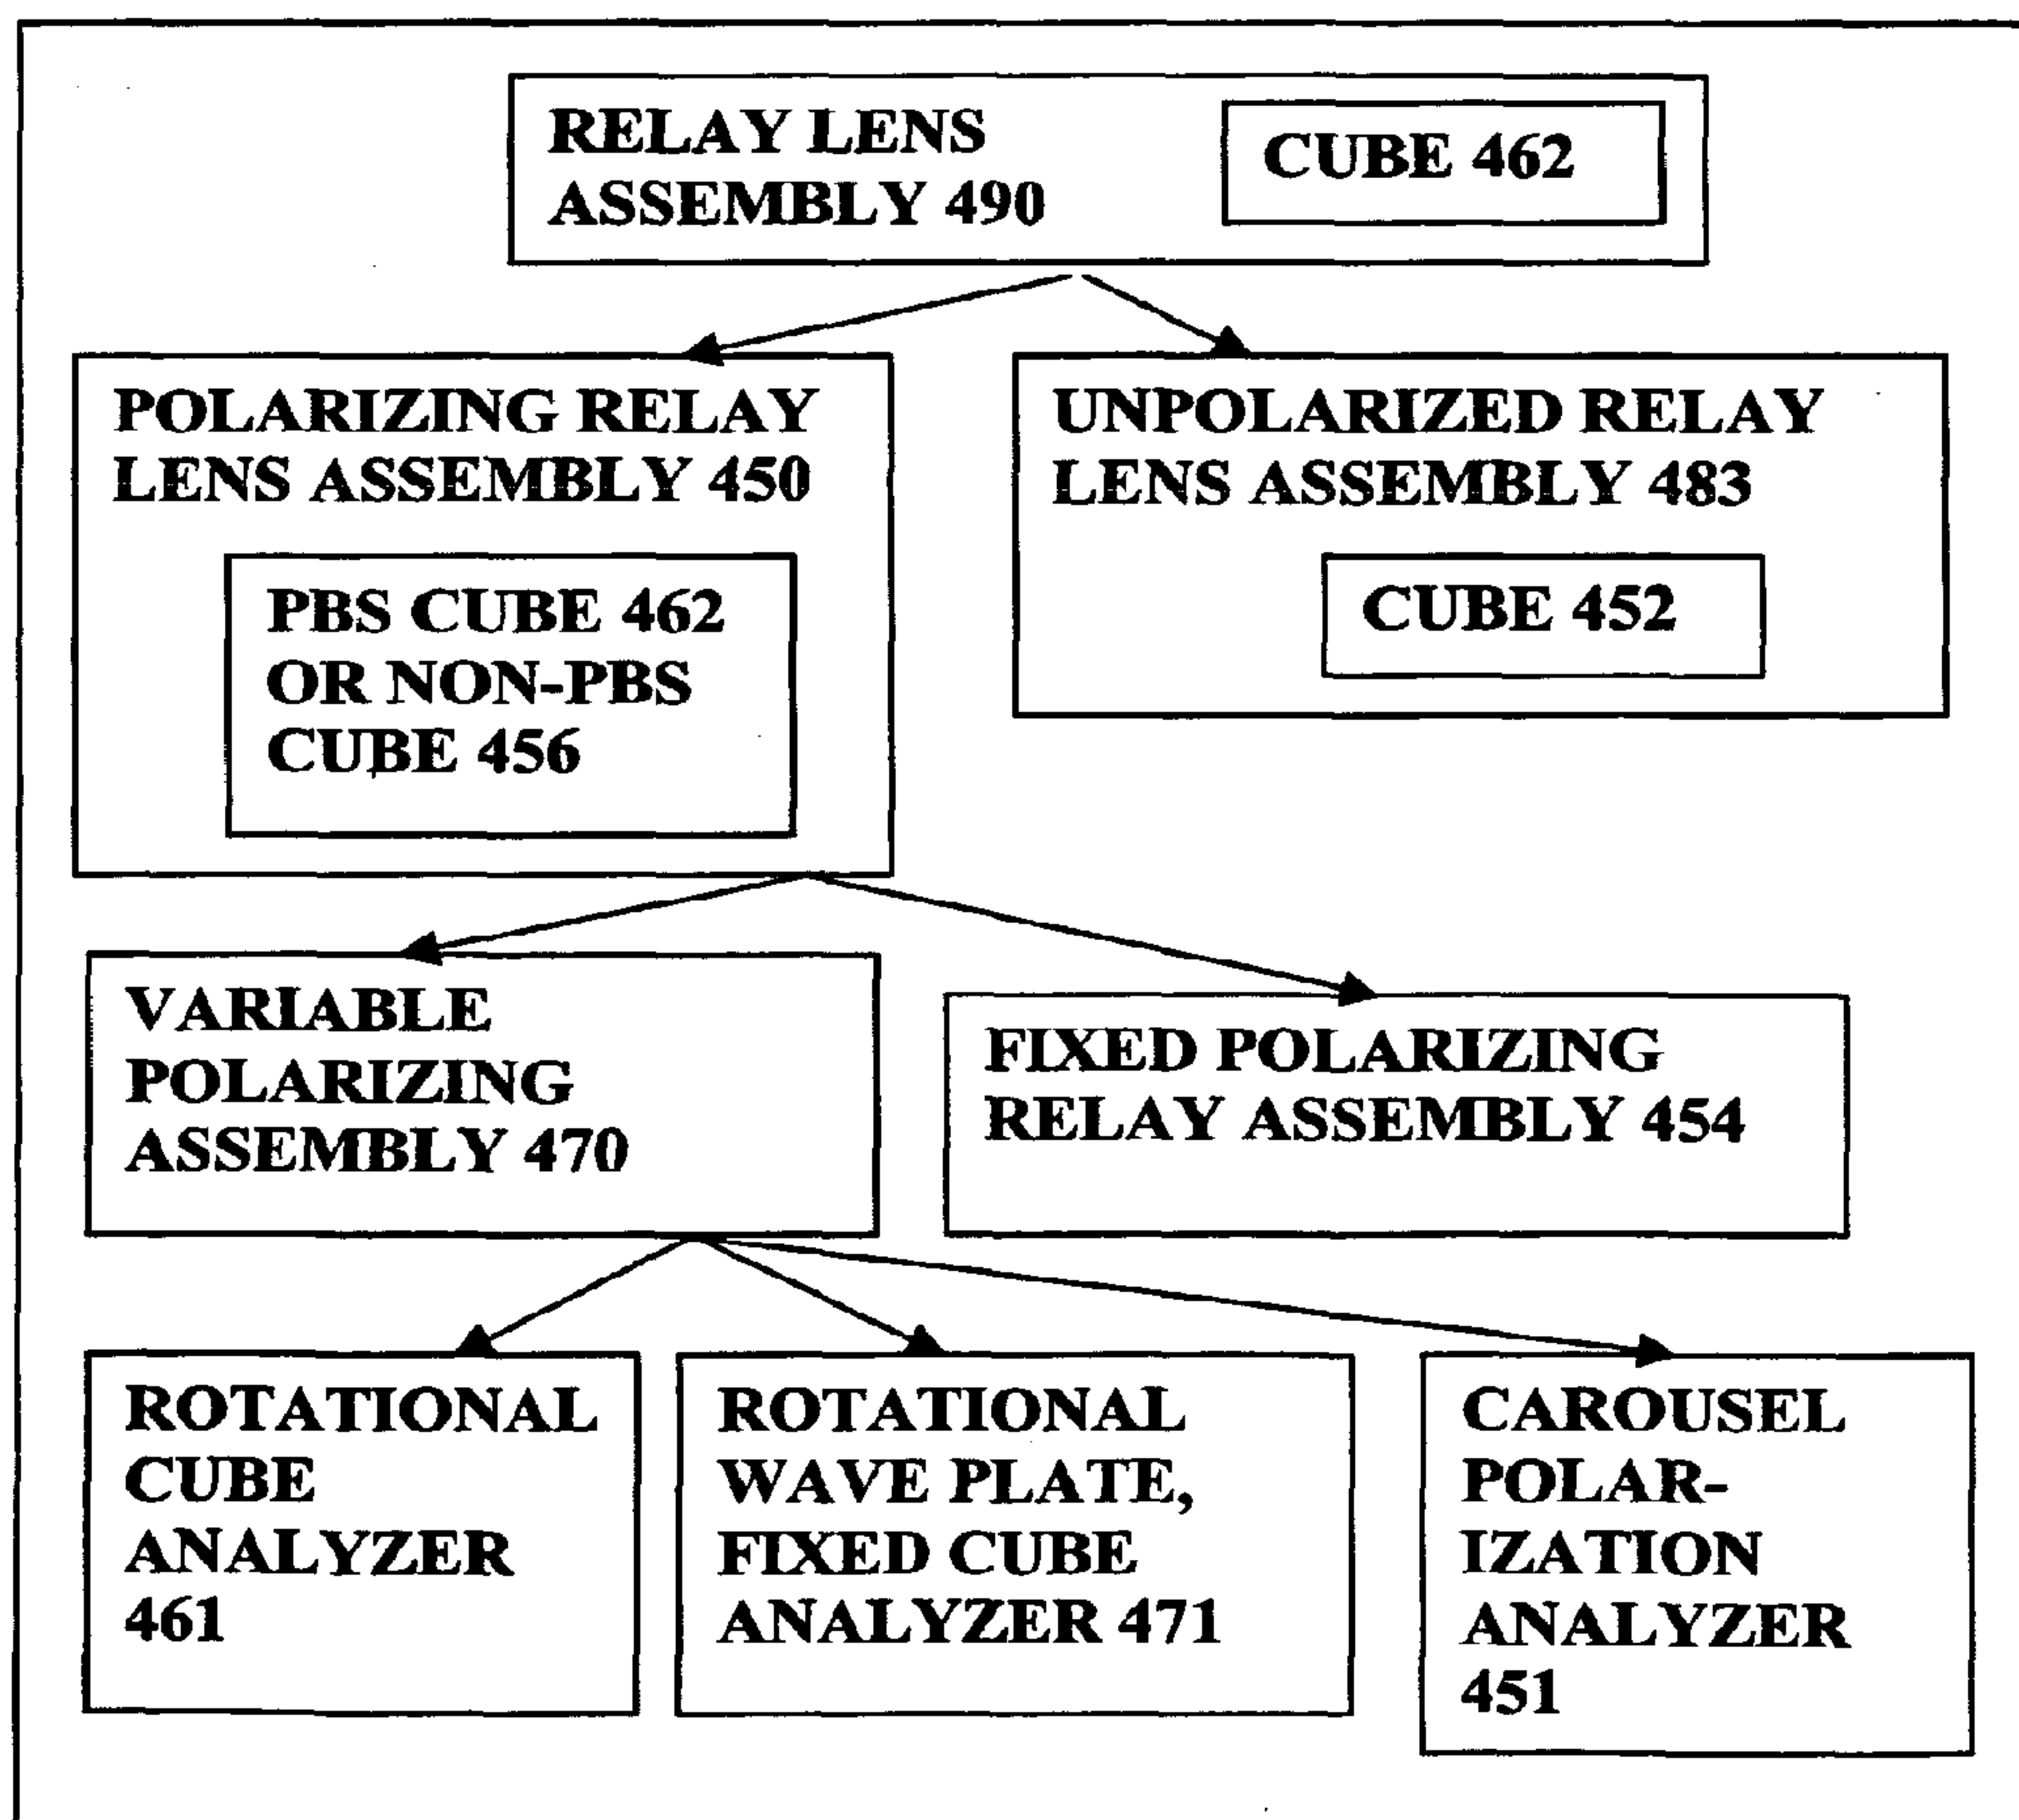 RELAY LENS
ASSEMBLY 490
CUBE 462
POLARIZING RELAY
LENS ASSEMBLY 450
PBS CUBE 462
OR NON-PBS
CUBE 456
UNPOLARIZED RELAY
LENS ASSEMBLY 483
CUBE 452
VARIABLE
POLARIZING
ASSEMBLY 470
FIXED POLARIZING
RELAY ASSEMBLY 454
ROTATIONAL
CUBE
ANALYZER
461
ROTATIONAL
WAVE PLATE,
FIXED CUBE
ANALYZER 471
CAROUSEL
POLAR-
IZATION
ANALYZER
451